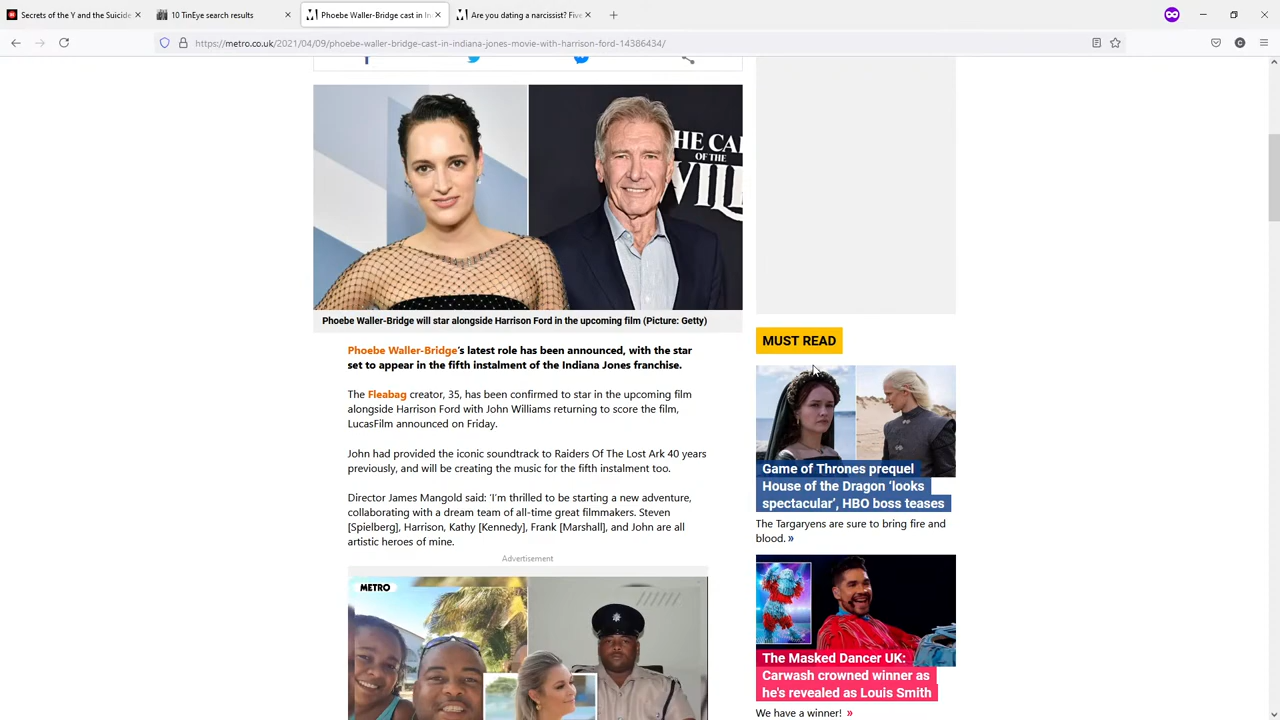 Secrets of the Y and the Suicide
10 TinEye search results
Phoebe Waller-Bridge cast in In
Are you dating a narcissist? Five
https://metro.co.uk/2021/04/09/phoebe-waller-bridge-cast-in-indiana-jones-movie-with-harrison-ford-14386434/
C
HE CA
OF THE
WIL
Phoebe Waller-Bridge will star alongside Harrison Ford in the upcoming film (Picture: Getty)
Phoebe Waller-Bridge's latest role has been announced, with the star
set to appear in the fifth instalment of the Indiana Jones franchise.
The Fleabag creator, 35, has been confirmed to star in the upcoming film
alongside Harrison Ford with John Williams returning to score the film,
LucasFilm announced on Friday.
John had provided the iconic soundtrack to Raiders Of The Lost Ark 40 years
previously, and will be creating the music for the fifth instalment too.
Director James Mangold said: 'I'm thrilled to be starting a new adventure,
collaborating with a dream team of all-time great filmmakers. Steven
[Spielberg], Harrison, Kathy [Kennedy], Frank [Marshall], and John are all
artistic heroes of mine.
Advertisement
METRO
MUST READ
Game of Thrones prequel
House of the Dragon 'looks
spectacular', HBO boss teases
The Targaryens are sure to bring fire and
blood. »
The Masked Dancer UK:
Carwash crowned winner as
he's revealed as Louis Smith
We have a winner! »